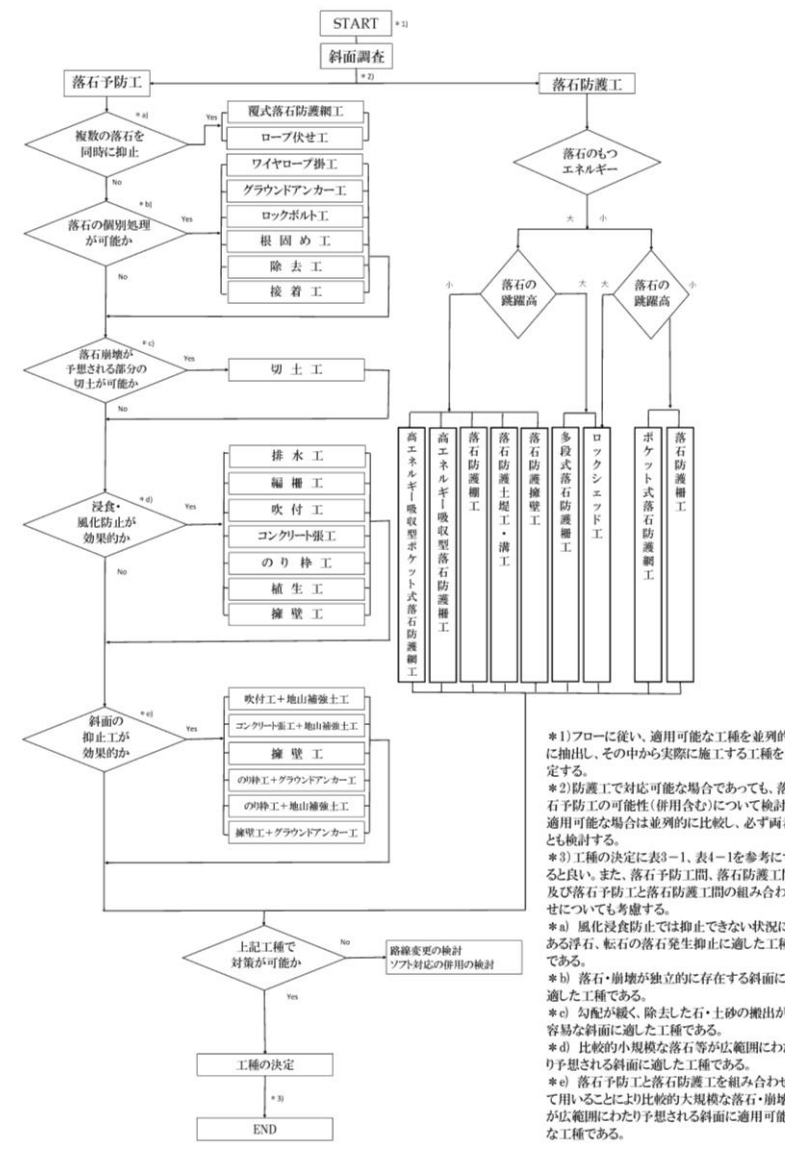 START
*1)
斜面調査
*2)
落石予防工
落石防護工
*a)
複数の落石を
同時に抑止
Yes
No
覆式落石防護網工
ロープ伏せ工
*b)
落石の個別処理
が可能か
Yes
No
ワイヤロープ掛工
グラウンドアンカー工
ロックボルト工
根固め工
除去工
接着工
*c)
落石崩壊が
予想される部分の
切土が可能か
Yes
No
切土工
*d)
浸食・
風化防止が
効果的か
Yes
No
排水工
編柵工
吹付工
コンクリート張工
のり枠工
植生工
擁壁工
*e)
斜面の
抑止工が
効果的か
Yes
吹付工+地山補強土工
コンクリート張工+地山補強土工
擁壁工
のり枠工+グラウンドアンカー工
のり枠工+地山補強土工
擁壁工+グラウンドアンカー工
落石のもつ
エネルギー
大
小
落石の
跳躍高
小
大
落石の
跳躍高
大
小
高エネルギー吸収型ポケット式落石防護網工
高エネルギー吸収型落石防護柵工
落石防護棚工
落石防護土堤工・溝工
落石防護擁壁工
多段式落石防護柵工
ロックシェッド工
ポケット式落石防護網工
落石防護柵工
上記工種で
対策が可能か
No
Yes
路線変更の検討
ソフト対応の併用の検討
工種の決定
*3)
END
*1)フローに従い、適用可能な工種を並列的
に抽出し、その中から実際に施工する工種を
定する。
*2)防護工で対応可能な場合であっても、落
石予防工の可能性(併用含む)について検討
適用可能な場合は並列的に比較し、必ず両
とも検討する。
*3)工種の決定に表3-1、表4-1を参考に
ると良い。また、落石予防工間、落石防護工間
及び落石予防工と落石防護工間の組み合わ
せについても考慮する。
*a) 風化浸食防止では抑止できない状況に
ある浮石、転石の落石発生抑止に適した工種
である。
*b) 落石・崩壊が独立的に存在する斜面に
適した工種である。
*c) 勾配が緩く、除去した石・土砂の搬出が
容易な斜面に適した工種である。
*d) 比較的小規模な落石等が広範囲にわた
り予想される斜面に適した工種である。
*e) 落石予防工と落石防護工を組み合わせ
て用いることにより比較的大規模な落石・崩壊
が広範囲にわたり予想される斜面に適用可能
な工種である。